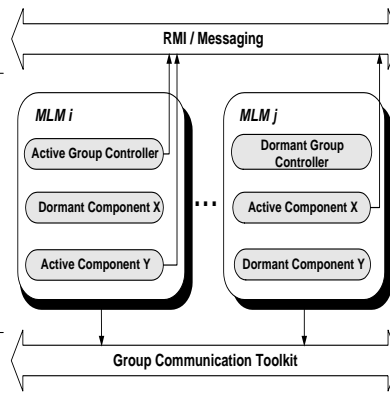 RMI / Messaging
MLM i
Active Group Controller
Dormant Component X
Active Component Y
...
MLM j
Dormant Group
Controller
Active Component X
Dormant Component Y
Group Communication Toolkit